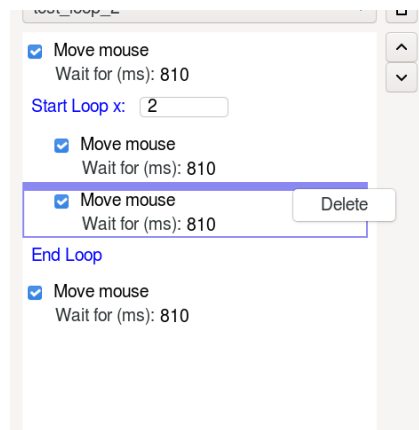 test_loop_2
Move mouse
Wait for (ms): 810
Start Loop x: 2
Move mouse
Wait for (ms): 810
Move mouse
Delete
Wait for (ms): 810
End Loop
Move mouse
Wait for (ms): 810